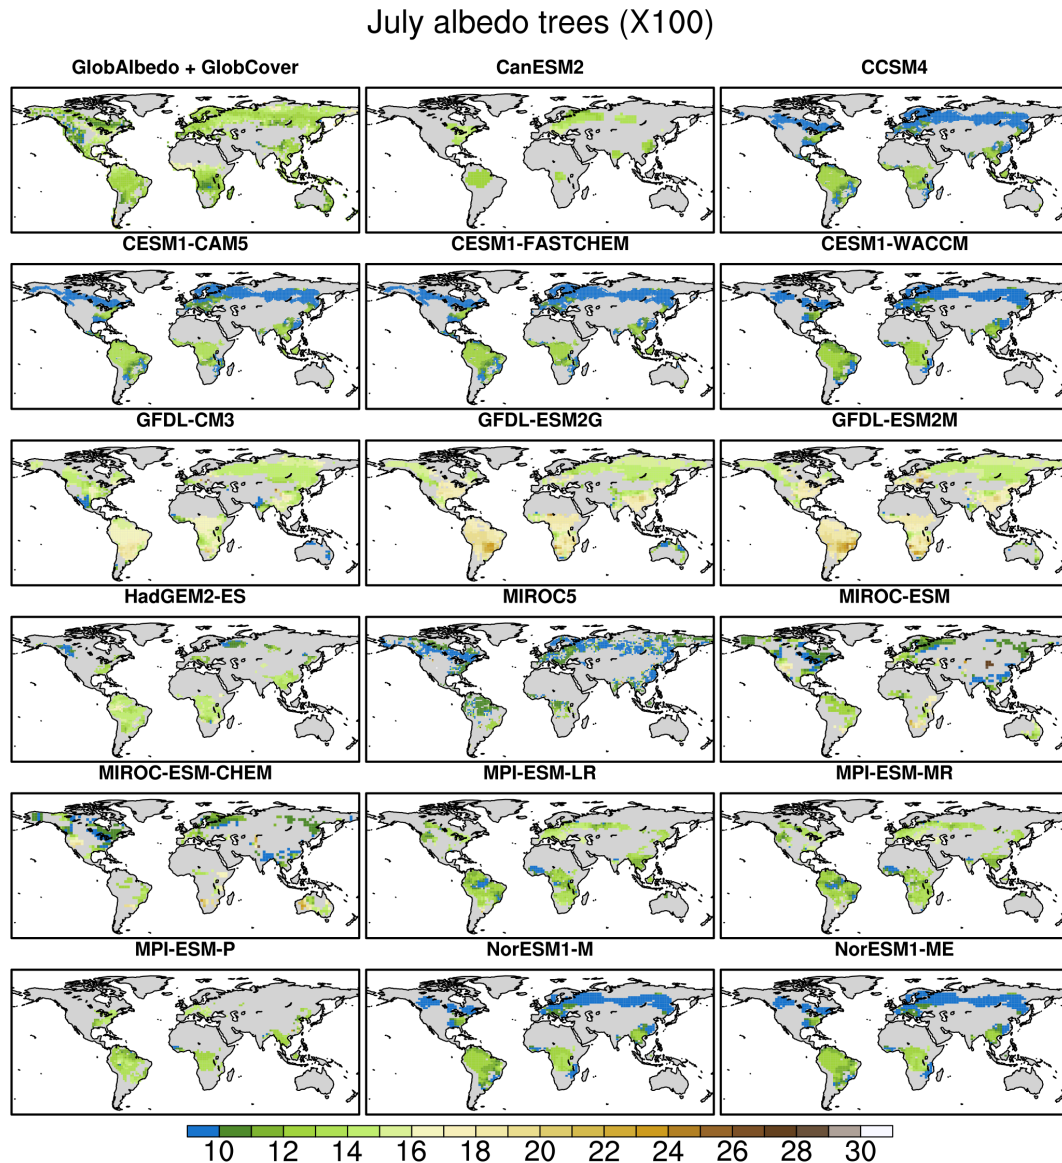 July albedo trees (X100)
GlobAlbedo + GlobCover CanESM2 CCSM4
CESM1-CAM5 CESM1-FASTCHEM CESM1-WACCM
GFDL-CM3 GFDL-ESM2G GFDL-ESM2M
HadGEM2-ES MIROC5 MIROC-ESM
MIROC-ESM-CHEM MPI-ESM-LR MPI-ESM-MR
MPI-ESM-P NorESM1-M NorESM1-ME
10 12 14 16 18 20 22 24 26 28 30